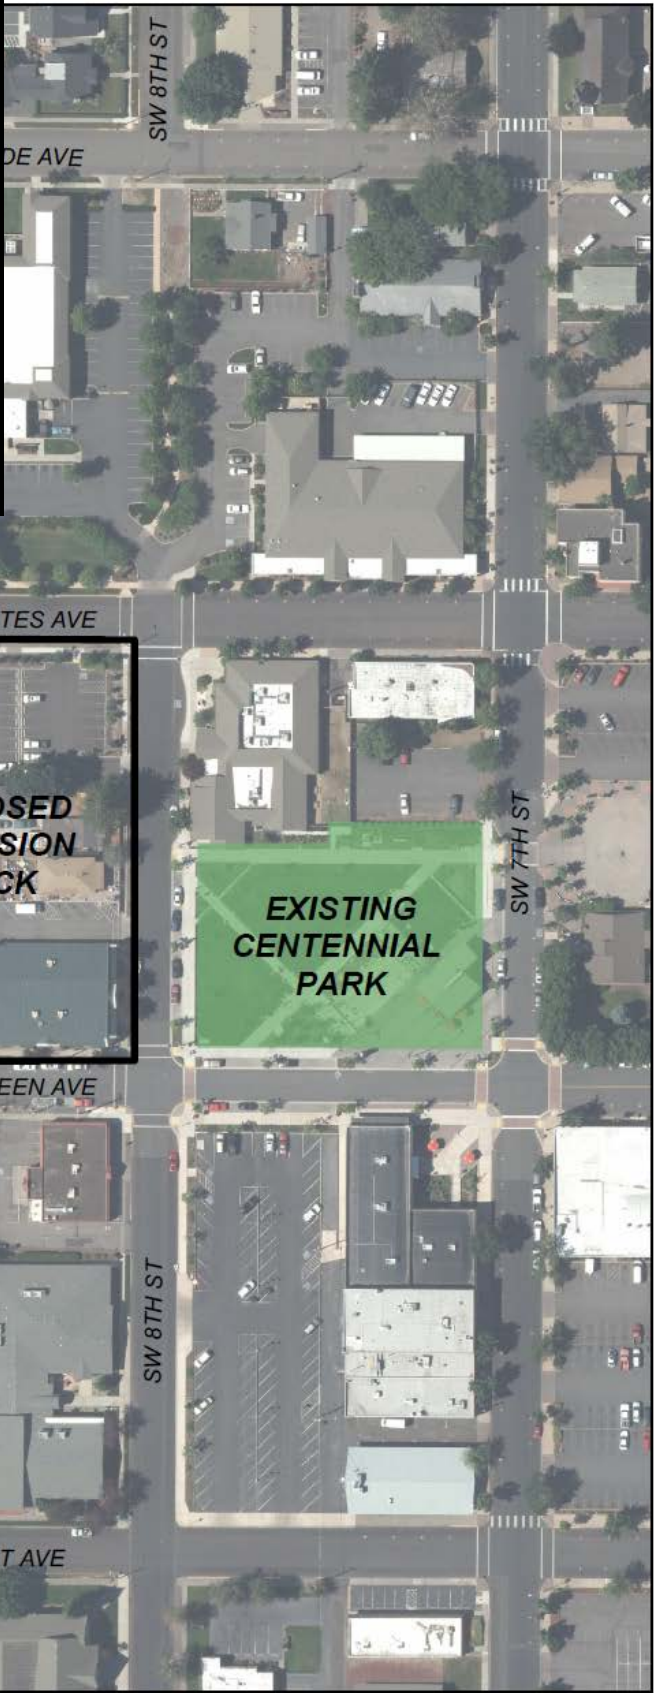 SW 8TH ST
DE AVE
TES AVE
OSED
SION
CK
SW 7TH ST
EXISTING
CENTENNIAL
PARK
EEN AVE
SW 8TH ST
T AVE